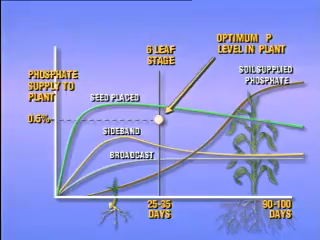 OPTIMUM P
LEVEL IN PLANT
6 LEAF
STAGE
SOIL SUPPLIED
PHOSPHATE
PHOSPHATE
SUPPLY TO
PLANT
SEED PLACED
0.5%
SIDEBAND
BROADCAST
25-35
DAYS
90-100
DAYS